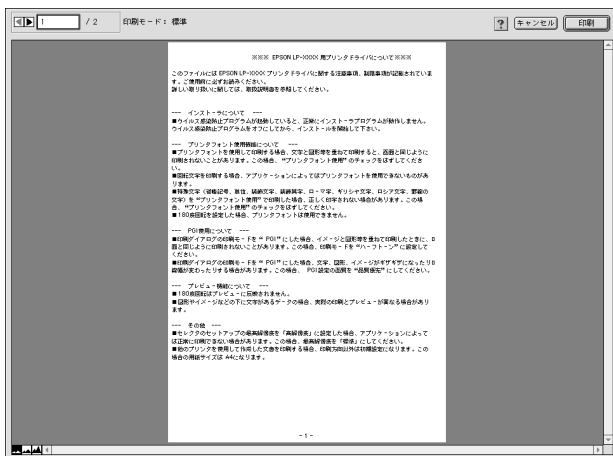 1 / 2 印刷モード：標準 ? キャンセル 印刷
※※※ EPSON LP-XXXX 用プリンタドライバについて※※※
このファイルには EPSON LP-XXXX プリンタドライバに関する注意事項、制限事項が記載されていま
す。ご使用前に必ずお読みください。
詳しい取り扱いに関しては、取扱説明書を参照してください。
--- インストーラについて ---
■ウイルス感染防止プログラムが起動していると、正常にインストーラプログラムが動作しません。
ウイルス感染防止プログラムをオフにしてから、インストールを開始して下さい。
--- プリンタフォント使用機能について ---
■プリンタフォントを使用して印刷する場合、文字と図形等を重ねて印刷すると、画面と同じように
印刷されないことがあります。この場合、“プリンタフォント使用”のチェックをはずしてくださ
い。
■回転文字を印刷する場合、アプリケーションによってはプリンタフォントを使用できないものがあ
ります。
■特殊文字（省略記号、単位、装飾文字、装飾英字、ローマ字、ギリシャ文字、ロシア文字、罫線の
文字）を“プリンタフォント使用”で印刷した場合、正しく印字されない場合があります。この場
合、“プリンタフォント使用”のチェックをはずしてください。
■180度回転を設定した場合、プリンタフォントは使用できません。
--- PGI使用について ---
■印刷ダイアログの印刷モードを“ PGI”にした場合、イメージと図形等を重ねて印刷したときに、画
面と同じように印刷されないことがあります。この場合、印刷モードを“ハーフトーン”に設定して
ください。
■印刷ダイアログの印刷モードを“ PGI”にした場合、文字、図形、イメージがギザギザになったり
線幅が変わったりする場合があります。この場合、 PGI設定の画質を“品質優先”にしてください。
--- プレビュー機能について ---
■180度回転はプレビューに反映されません。
■図形やイメージなどの下に文字があるデータの場合、実際の印刷とプレビューが異なる場合があり
ます。
--- その他 ---
■セレクタのセットアップの最高解像度を「高解像度」に設定した場合、アプリケーションによって
は正常に印刷できない場合があります。この場合、最高解像度を「標準」にしてください。
■他のプリンタを使用して作成した文書を印刷する場合、印刷方向以外は初期設定になります。この
場合の用紙サイズは A4になります。
- 1 -